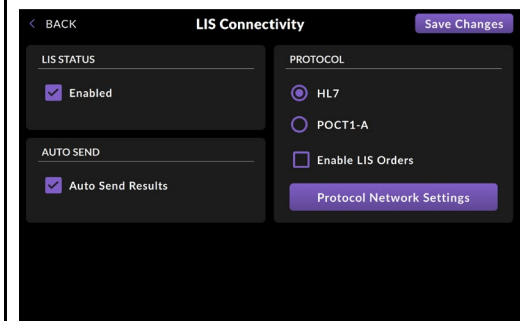 BACK
LIS Connectivity
Save Changes
LIS STATUS
Enabled
AUTO SEND
Auto Send Results
PROTOCOL
HL7
POCT1-A
Enable LIS Orders
Protocol Network Settings